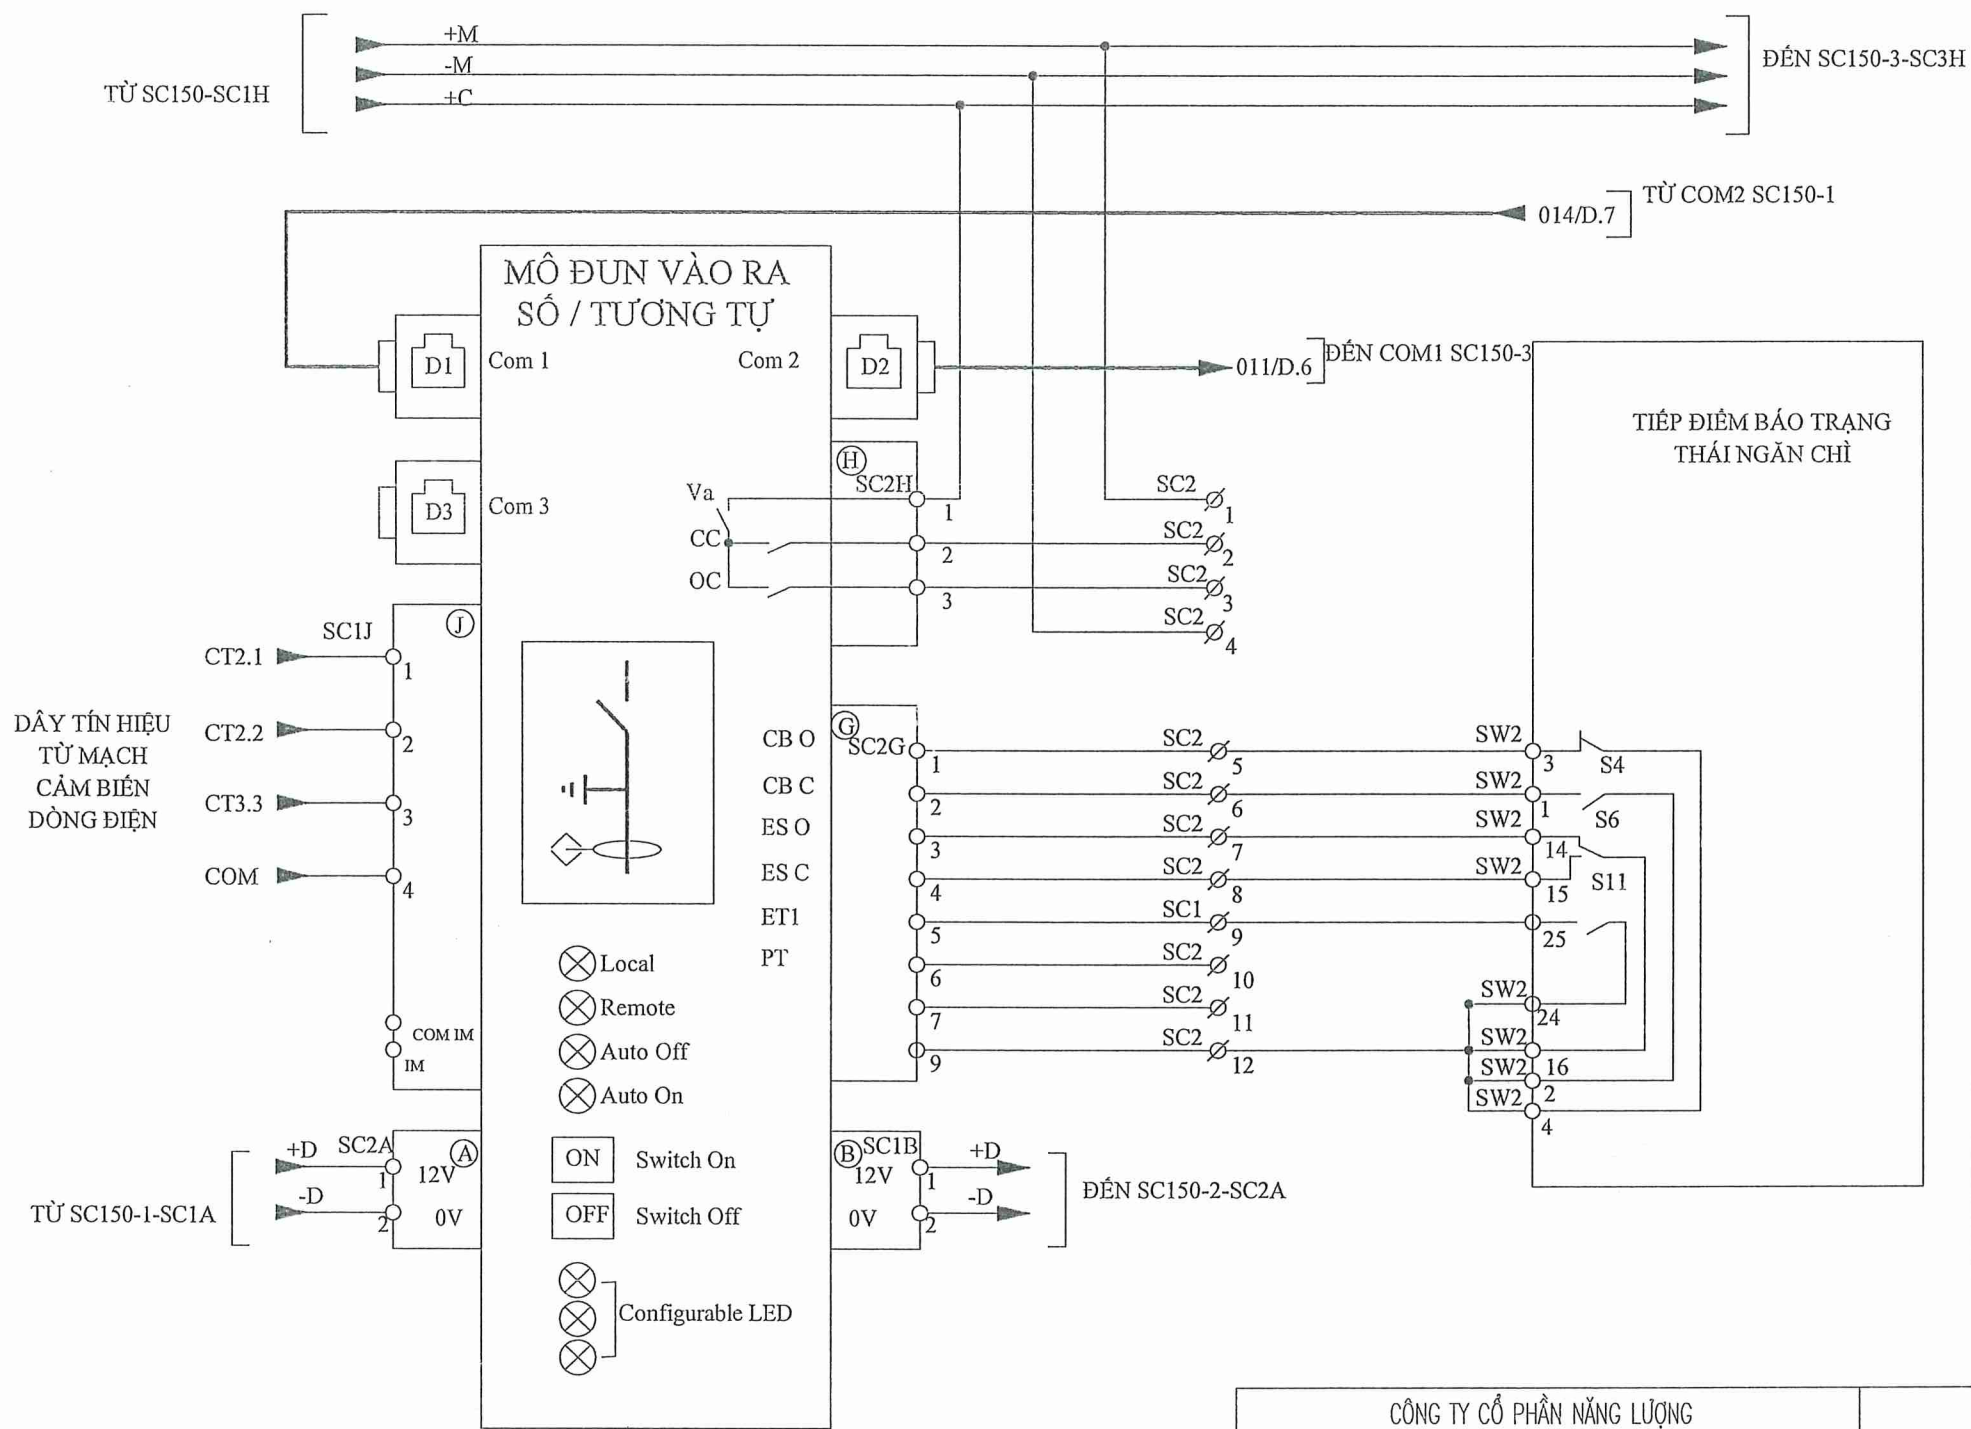 +M
-M
+C
TỪ SC150-SC1H
ĐẾN SC150-3-SC3H
TỪ COM2 SC150-1
014/D.7
MÔ ĐUN VÀO RA
SỐ / TƯƠNG TỰ
D1
Com 1
Com 2
D2
011/D.6
ĐẾN COM1 SC150-3
TIẾP ĐIỂM BÁO TRẠNG
THÁI NGĂN CHÌ
D3
Com 3
H
SC2H
Va
1
CC
2
OC
3
SC2
1
SC2
2
SC2
3
SC2
4
SC1J
J
CT2.1
1
CT2.2
2
CT3.3
3
COM
4
DÂY TÍN HIỆU
TỪ MẠCH
CẢM BIẾN
DÒNG ĐIỆN
COM IM
IM
G
SC2G
CB O
1
SC2
5
SW2
3
S4
CB C
2
SC2
6
SW2
1
S6
ES O
3
SC2
7
SW2
14
ES C
4
SC2
8
SW2
15
S11
ET1
5
SC1
9
25
PT
6
SC2
10
7
SC2
11
SW2
24
9
SC2
12
SW2
16
SW2
2
SW2
4
Local
Remote
Auto Off
Auto On
+D
SC2A
A
1
12V
-D
2
0V
TỪ SC150-1-SC1A
ON
Switch On
OFF
Switch Off
B
SC1B
12V
1
+D
0V
2
-D
ĐẾN SC150-2-SC2A
Configurable LED
CÔNG TY CỔ PHẦN NĂNG LƯỢNG